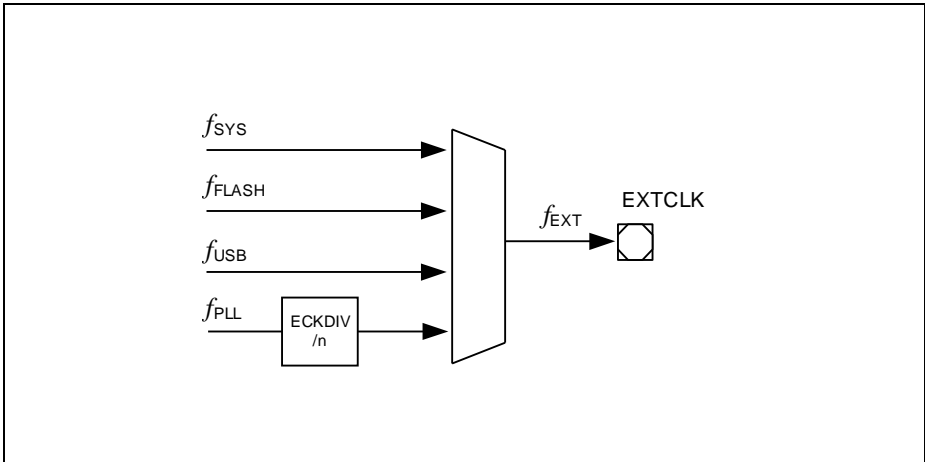 fSYS
fFLASH
EXTCLK
fEXT
fUSB
fPLL
ECKDIV
/n